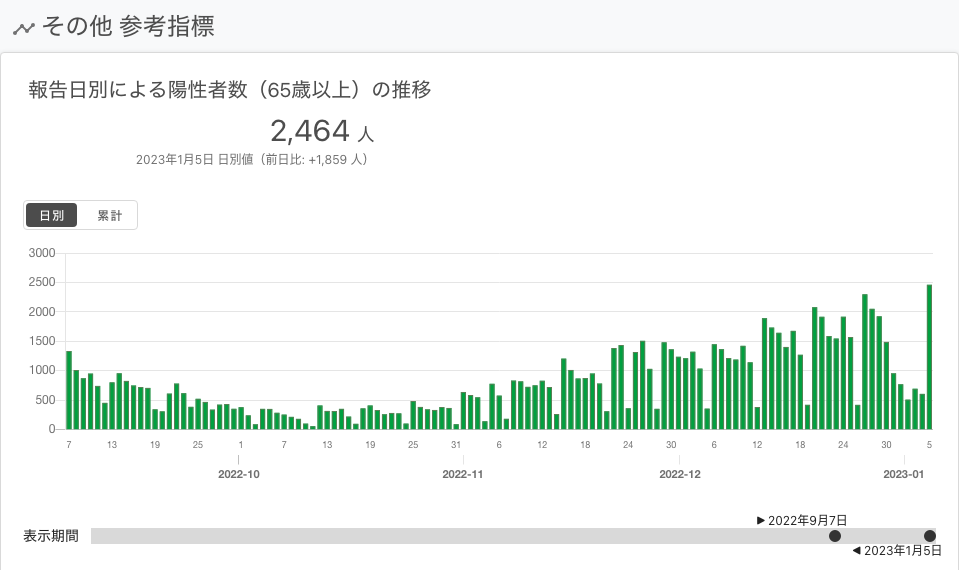 その他 参考指標
報告日別による陽性者数（65歳以上）の推移
2,464 人
2023年1月5日 日別値（前日比: +1,859 人）
日別 累計
3000
2500
2000
1500
1000
500
0
7 13 19 25 1 7 13 19 25 31 6 12 18 24 30 6 12 18 24 30 5
2022-10 2022-11 2022-12 2023-01
2022年9月7日
表示期間
2023年1月5日